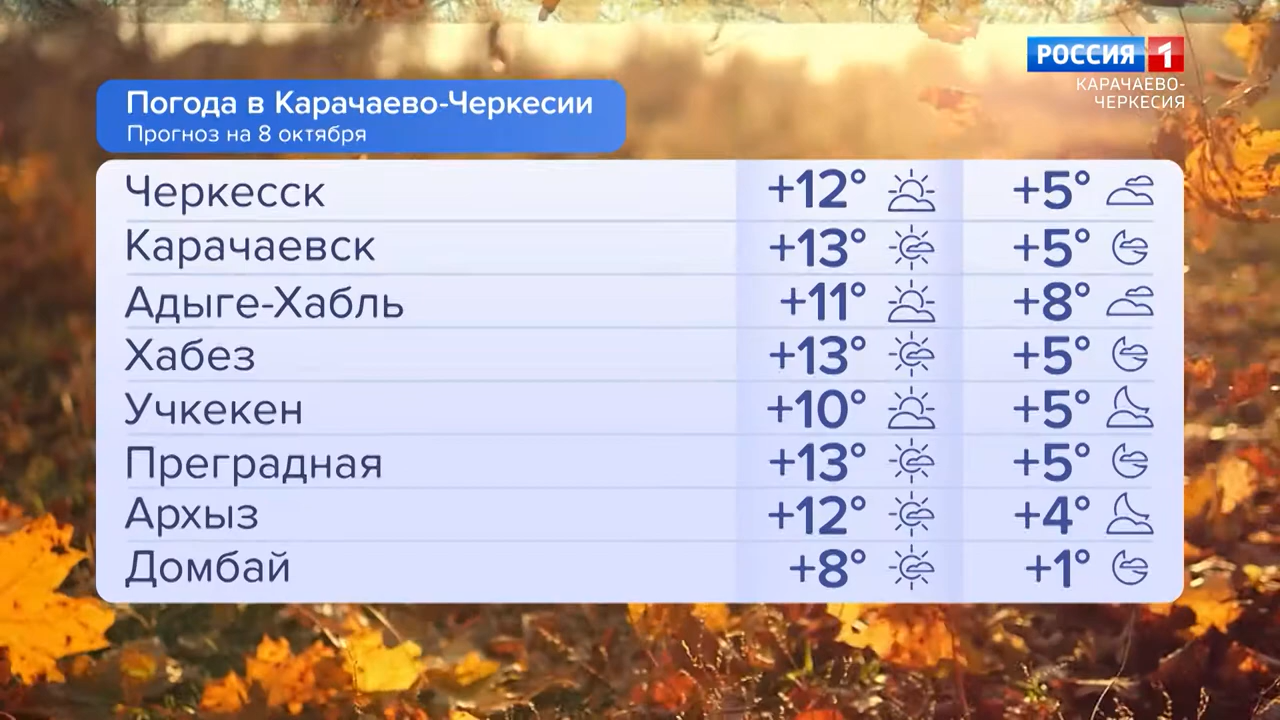 РОССИЯ 1
КАРАЧАЕВО-
ЧЕРКЕСИЯ
Погода в Карачаево-Черкесии
Прогноз на 8 октября
Черкесск +12° +5°
Карачаевск +13° +5°
Адыге-Хабль +11° +8°
Хабез +13° +5°
Учкекен +10° +5°
Преградная +13° +5°
Архыз +12° +4°
Домбай +8° +1°